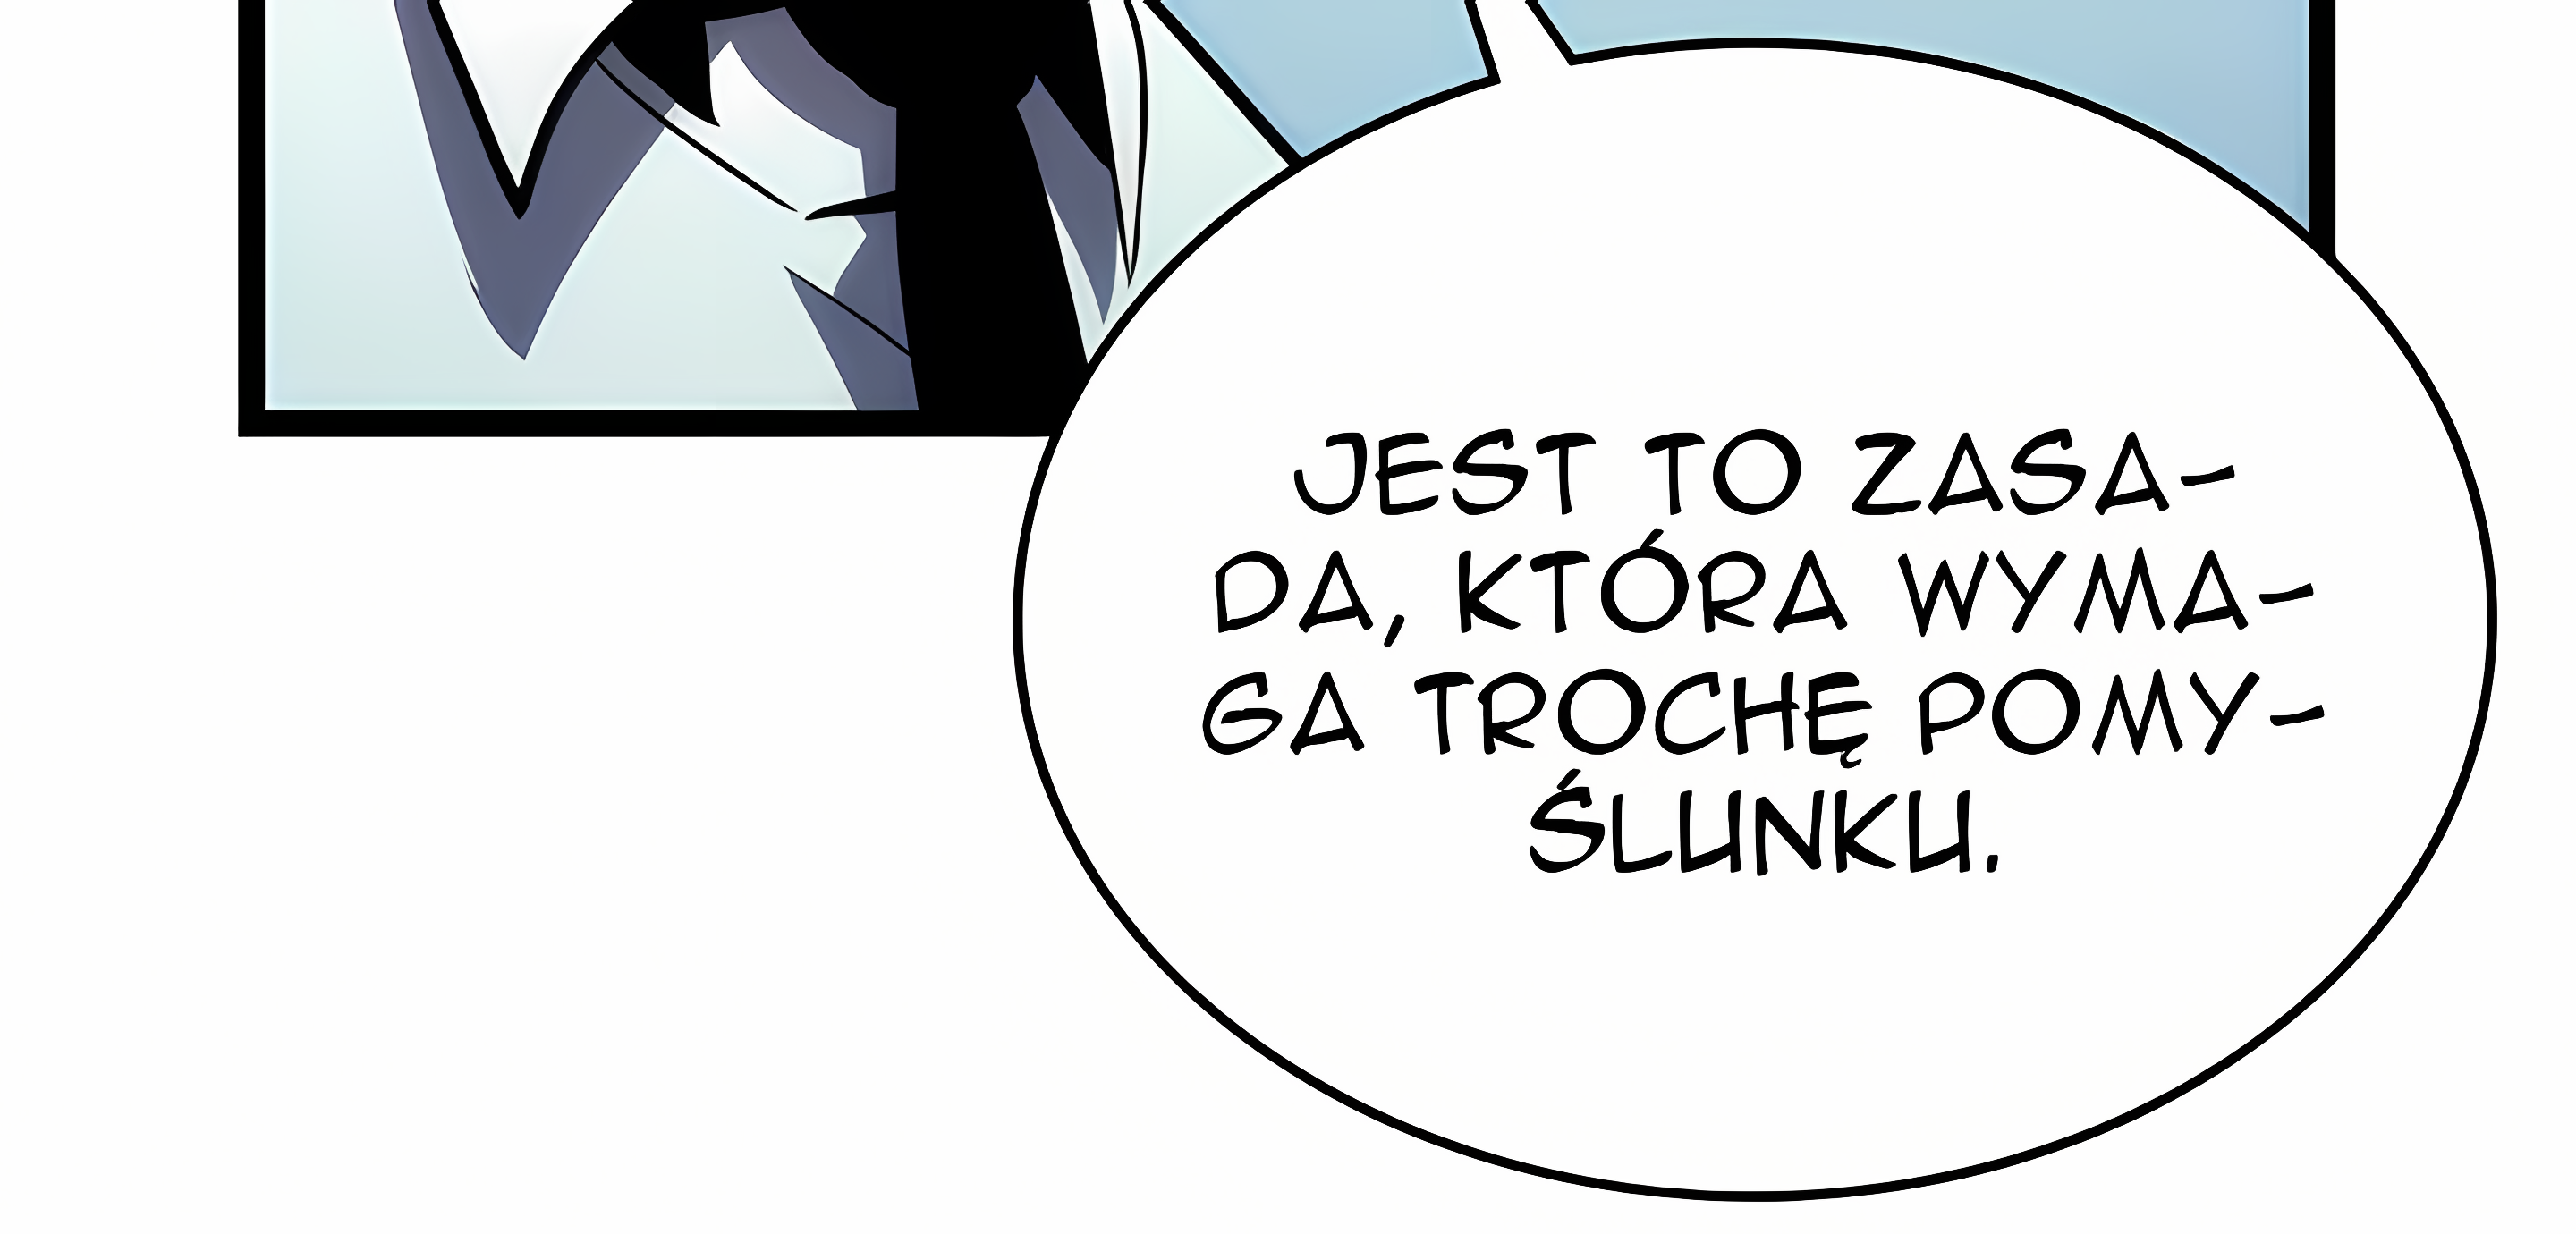 JEST TO ZASA-
DA, KTÓRA WYMA-
GA TROCHĘ POMY-
ŚLUNKU.